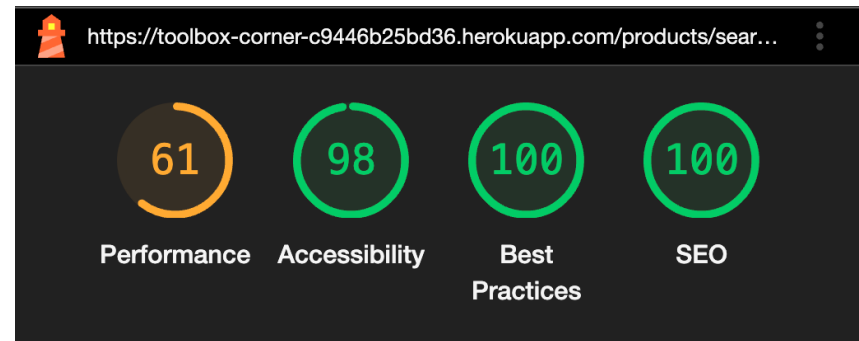 https://toolbox-corner-c9446b25bd36.herokuapp.com/products/sear...
61 98 100 100
Performance Accessibility Best Practices SEO